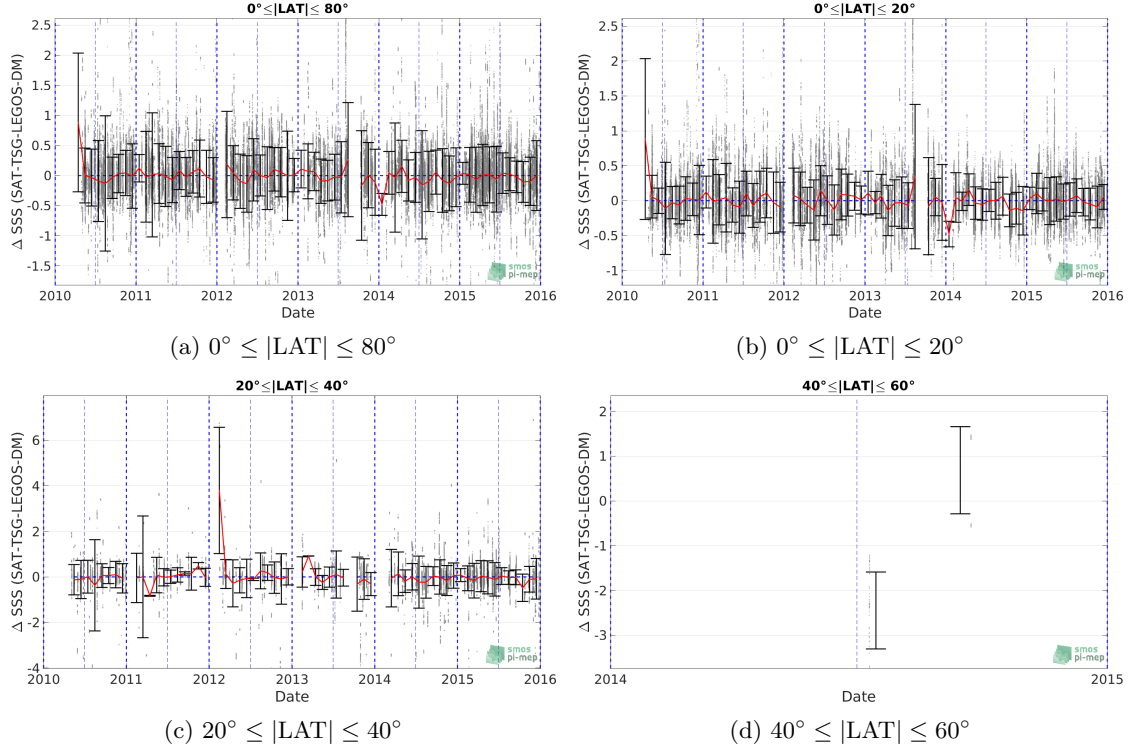 0°≤|LAT|≤ 80°
Δ SSS (SAT-TSG-LEGOS-DM)
2.5
2
1.5
1
0.5
0
-0.5
-1
-1.5
2010 2011 2012 2013 2014 2015 2016
Date
smos
pi-mep
(a) 0° ≤ |LAT| ≤ 80°
0°≤|LAT|≤ 20°
Δ SSS (SAT-TSG-LEGOS-DM)
2.5
2
1.5
1
0.5
0
-0.5
-1
2010 2011 2012 2013 2014 2015 2016
Date
smos
pi-mep
(b) 0° ≤ |LAT| ≤ 20°
20°≤|LAT|≤ 40°
Δ SSS (SAT-TSG-LEGOS-DM)
6
4
2
0
-2
-4
2010 2011 2012 2013 2014 2015 2016
Date
smos
pi-mep
(c) 20° ≤ |LAT| ≤ 40°
40°≤|LAT|≤ 60°
Δ SSS (SAT-TSG-LEGOS-DM)
2
1
0
-1
-2
-3
2014 2015
Date
smos
pi-mep
(d) 40° ≤ |LAT| ≤ 60°